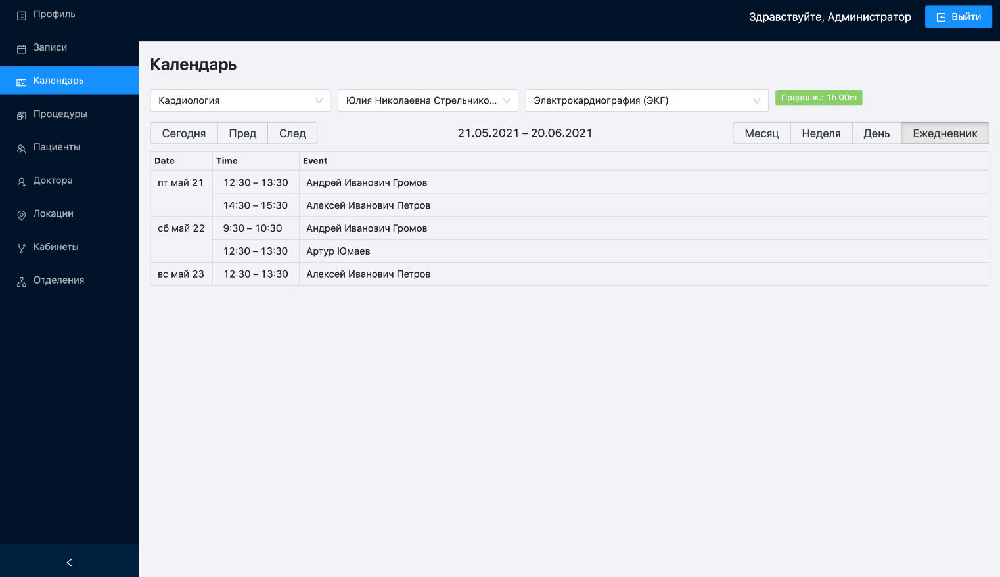 Профиль
Записи
Календарь
Процедуры
Пациенты
Доктора
Локации
Кабинеты
Отделения
Здравствуйте, Администратор
Выйти
Календарь
Кардиология
Юлия Николаевна Стрельнико...
Электрокардиография (ЭКГ)
Продолж.: 1h 00m
Сегодня Пред След
21.05.2021 – 20.06.2021
Месяц Неделя День Ежедневник
Date Time Event
пт май 21 12:30 – 13:30 Андрей Иванович Громов
14:30 – 15:30 Алексей Иванович Петров
сб май 22 9:30 – 10:30 Андрей Иванович Громов
12:30 – 13:30 Артур Юмаев
вс май 23 12:30 – 13:30 Алексей Иванович Петров